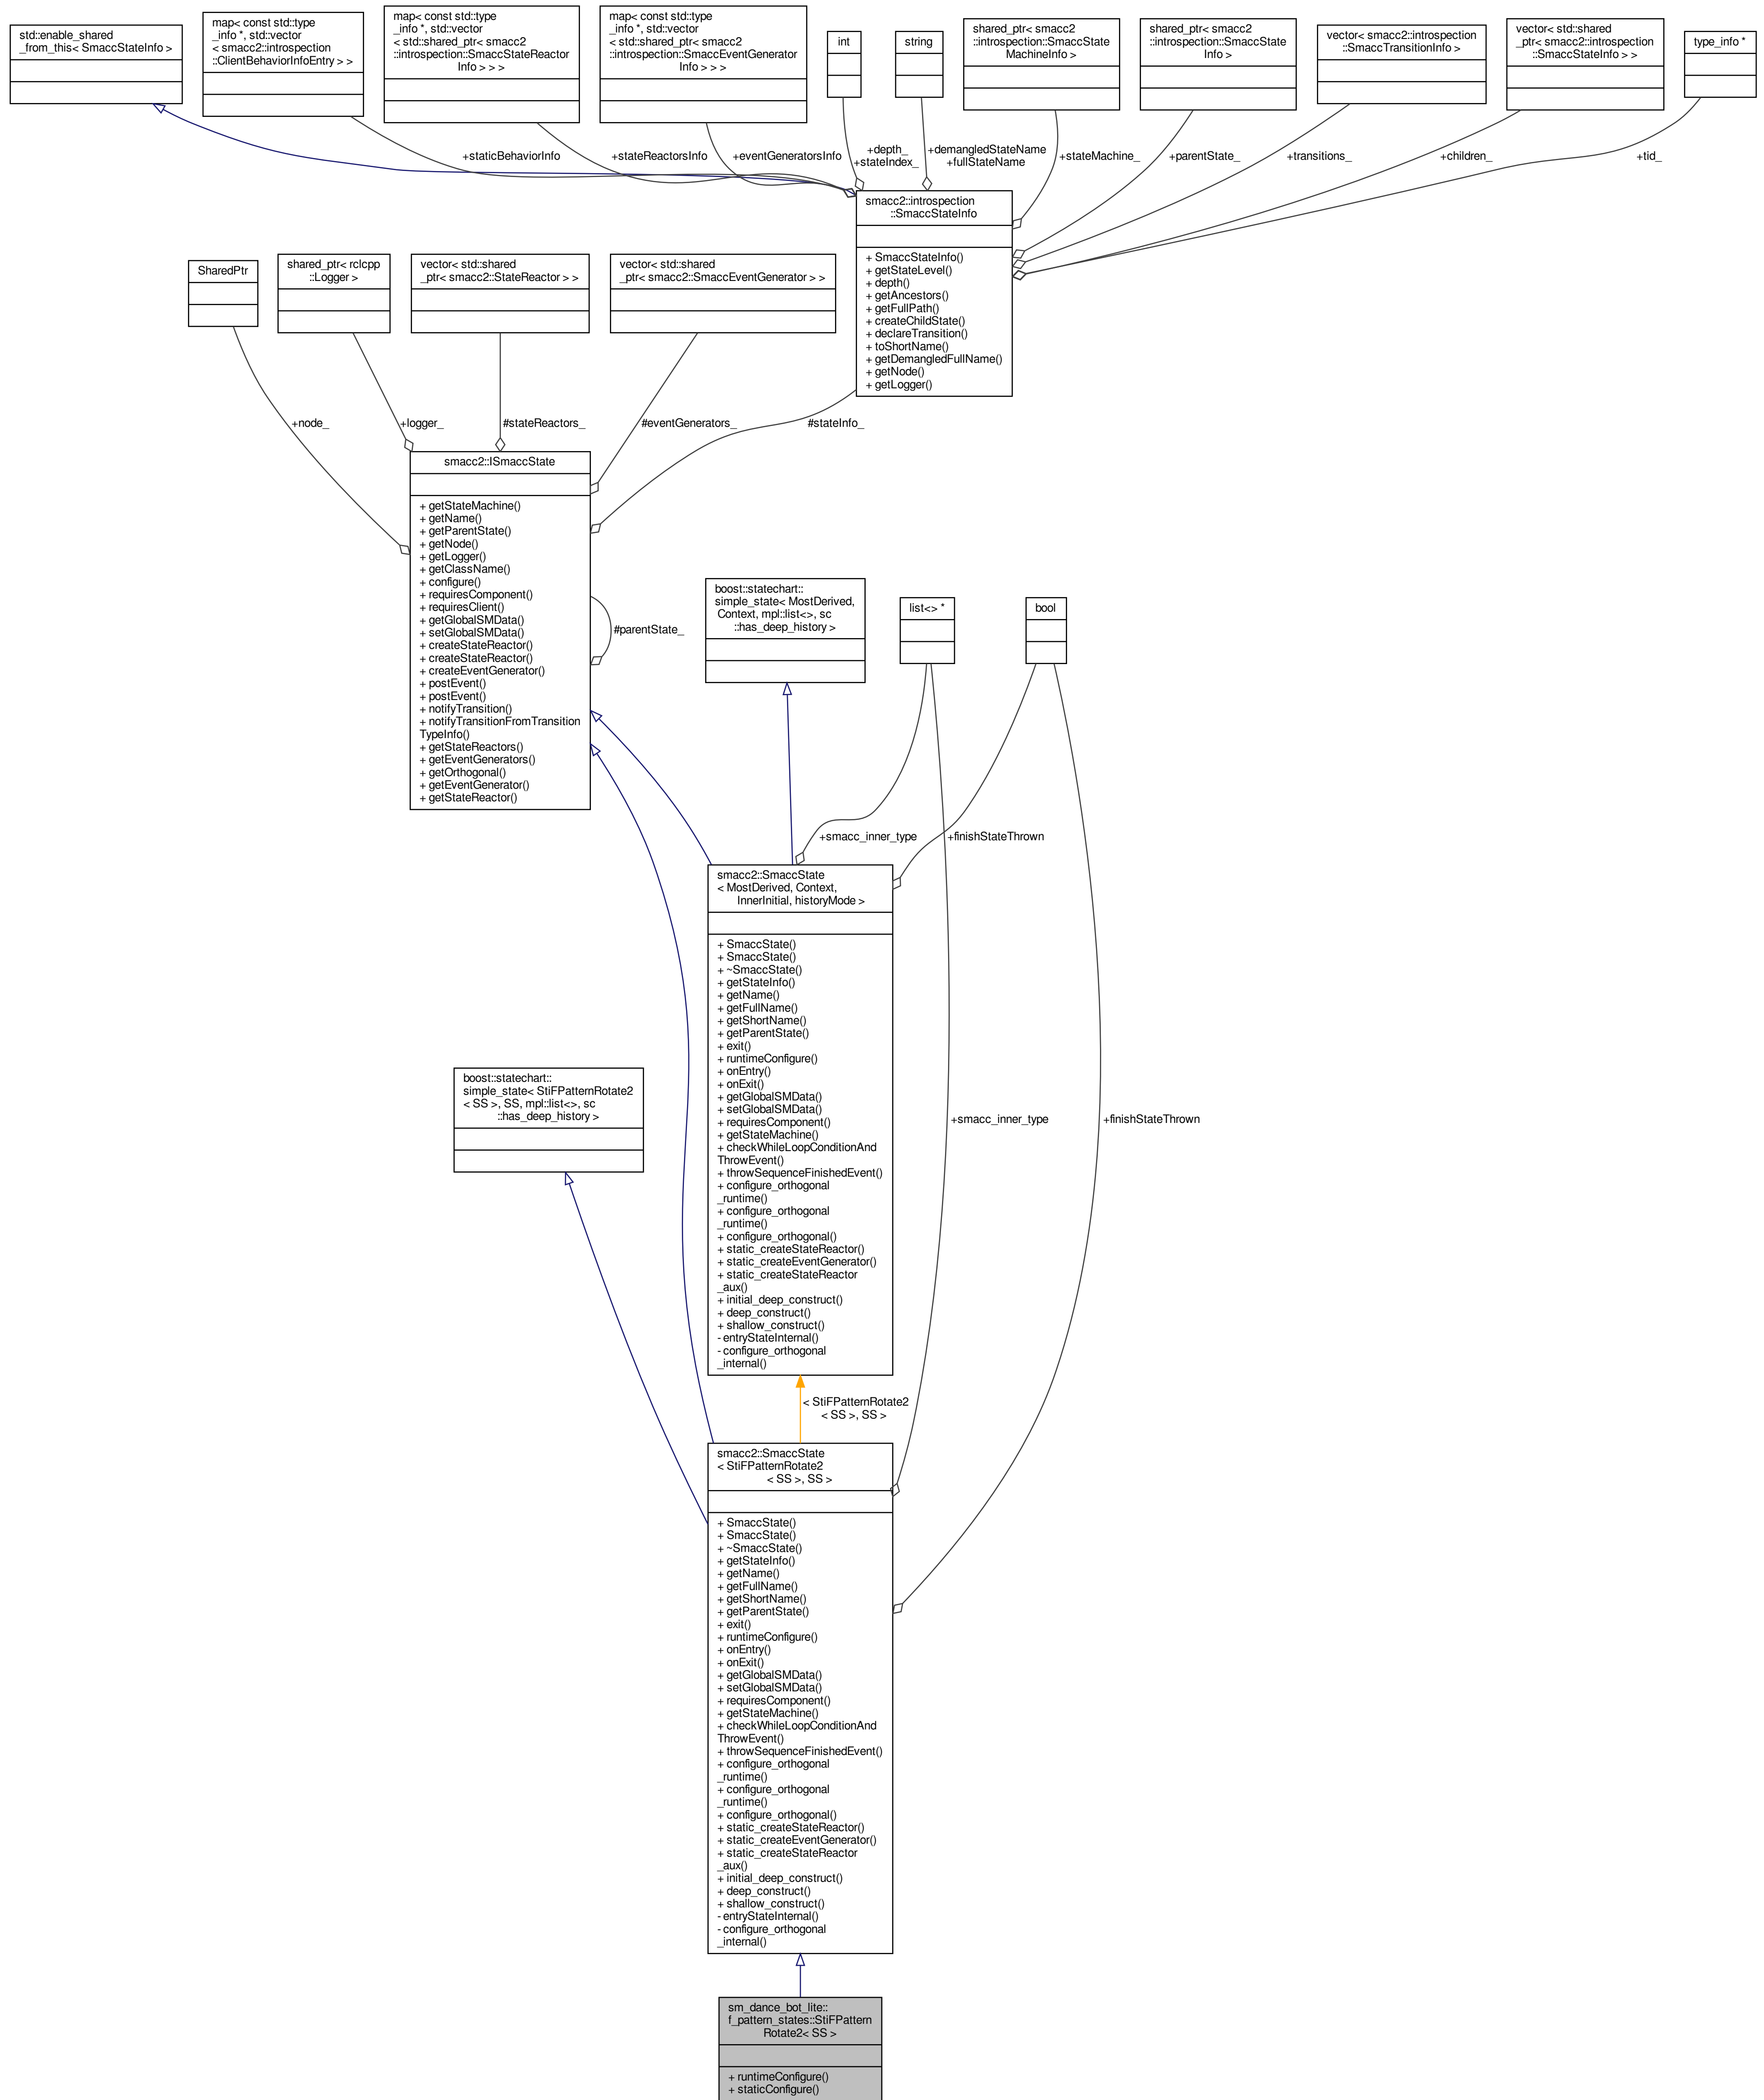 std::enable_shared
_from_this< SmaccStateInfo >
map< const std::type
_info *, std::vector
< smacc2::introspection
::ClientBehaviorInfoEntry > >
map< const std::type
_info *, std::vector
< std::shared_ptr< smacc2
::introspection::SmaccStateReactor
Info > > >
map< const std::type
_info *, std::vector
< std::shared_ptr< smacc2
::introspection::SmaccEventGenerator
Info > > >
int
string
shared_ptr< smacc2
::introspection::SmaccState
MachineInfo >
shared_ptr< smacc2
::introspection::SmaccState
Info >
vector< smacc2::introspection
::SmaccTransitionInfo >
vector< std::shared
_ptr< smacc2::introspection
::SmaccStateInfo > >
type_info *
+staticBehaviorInfo
+stateReactorsInfo
+eventGeneratorsInfo
+depth_
+stateIndex_
+demangledStateName
+fullStateName
+stateMachine_
+parentState_
+transitions_
+children_
+tid_
smacc2::introspection
::SmaccStateInfo
+ SmaccStateInfo()
+ getStateLevel()
+ depth()
+ getAncestors()
+ getFullPath()
+ createChildState()
+ declareTransition()
+ toShortName()
+ getDemangledFullName()
+ getNode()
+ getLogger()
SharedPtr
shared_ptr< rclcpp
::Logger >
vector< std::shared
_ptr< smacc2::StateReactor > >
vector< std::shared
_ptr< smacc2::SmaccEventGenerator > >
+node_
+logger_
#stateReactors_
#eventGenerators_
#stateInfo_
smacc2::ISmaccState
+ getStateMachine()
+ getName()
+ getParentState()
+ getNode()
+ getLogger()
+ getClassName()
+ configure()
+ requiresComponent()
+ requiresClient()
+ getGlobalSMData()
+ setGlobalSMData()
+ createStateReactor()
+ createStateReactor()
+ createEventGenerator()
+ postEvent()
+ postEvent()
+ notifyTransition()
+ notifyTransitionFromTransition
TypeInfo()
+ getStateReactors()
+ getEventGenerators()
+ getOrthogonal()
+ getEventGenerator()
+ getStateReactor()
#parentState_
boost::statechart::
simple_state< MostDerived,
Context, mpl::list<>, sc
::has_deep_history >
list<> *
bool
+smacc_inner_type
+finishStateThrown
smacc2::SmaccState
< MostDerived, Context,
InnerInitial, historyMode >
+ SmaccState()
+ SmaccState()
+ ~SmaccState()
+ getStateInfo()
+ getName()
+ getFullName()
+ getShortName()
+ getParentState()
+ exit()
+ runtimeConfigure()
+ onEntry()
+ onExit()
+ getGlobalSMData()
+ setGlobalSMData()
+ requiresComponent()
+ getStateMachine()
+ checkWhileLoopConditionAnd
ThrowEvent()
+ throwSequenceFinishedEvent()
+ configure_orthogonal
_runtime()
+ configure_orthogonal
_runtime()
+ configure_orthogonal()
+ static_createStateReactor()
+ static_createEventGenerator()
+ static_createStateReactor
_aux()
+ initial_deep_construct()
+ deep_construct()
+ shallow_construct()
- entryStateInternal()
- configure_orthogonal
_internal()
boost::statechart::
simple_state< StiFPatternRotate2
< SS >, SS, mpl::list<>, sc
::has_deep_history >
+smacc_inner_type
+finishStateThrown
< StiFPatternRotate2
< SS >, SS >
smacc2::SmaccState
< StiFPatternRotate2
< SS >, SS >
+ SmaccState()
+ SmaccState()
+ ~SmaccState()
+ getStateInfo()
+ getName()
+ getFullName()
+ getShortName()
+ getParentState()
+ exit()
+ runtimeConfigure()
+ onEntry()
+ onExit()
+ getGlobalSMData()
+ setGlobalSMData()
+ requiresComponent()
+ getStateMachine()
+ checkWhileLoopConditionAnd
ThrowEvent()
+ throwSequenceFinishedEvent()
+ configure_orthogonal
_runtime()
+ configure_orthogonal
_runtime()
+ configure_orthogonal()
+ static_createStateReactor()
+ static_createEventGenerator()
+ static_createStateReactor
_aux()
+ initial_deep_construct()
+ deep_construct()
+ shallow_construct()
- entryStateInternal()
- configure_orthogonal
_internal()
sm_dance_bot_lite::
f_pattern_states::StiFPattern
Rotate2< SS >
+ runtimeConfigure()
+ staticConfigure()